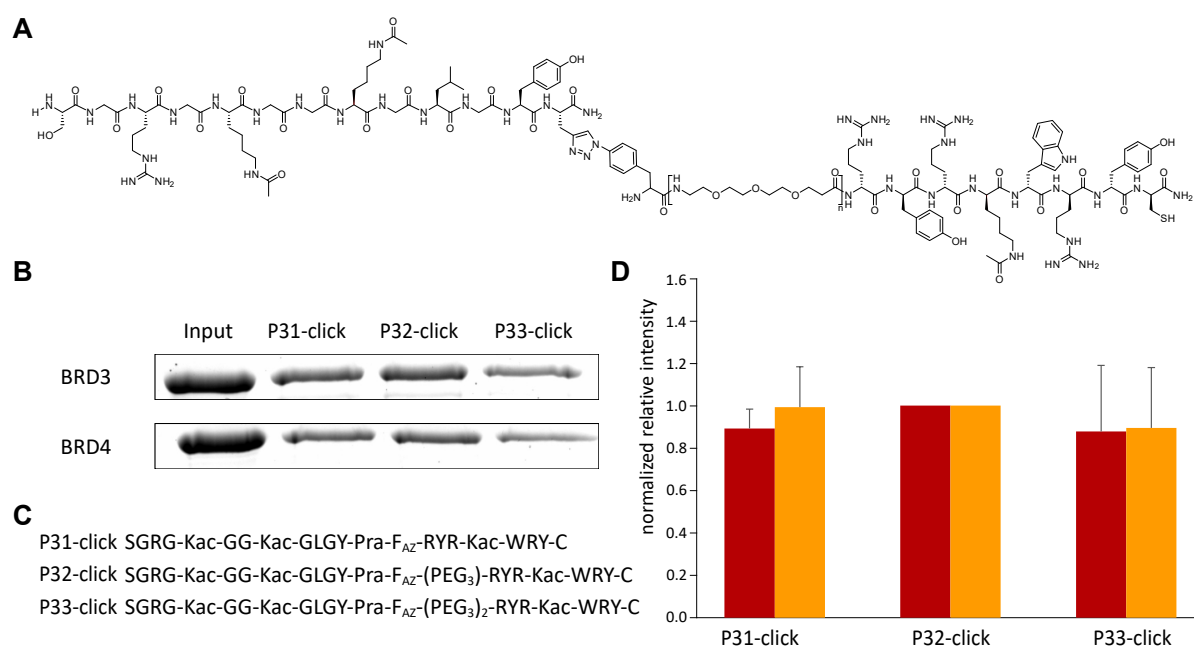 A
B
Input P31-click P32-click P33-click
BRD3
BRD4
C
P31-click SGRG-Kac-GG-Kac-GLGY-Pra-FAZ-RYR-Kac-WRY-C
P32-click SGRG-Kac-GG-Kac-GLGY-Pra-FAZ-(PEG3)-RYR-Kac-WRY-C
P33-click SGRG-Kac-GG-Kac-GLGY-Pra-FAZ-(PEG3)2-RYR-Kac-WRY-C
D
normalized relative intensity
1.6
1.4
1.2
1.0
0.8
0.6
0.4
0.2
0.0
P31-click P32-click P33-click